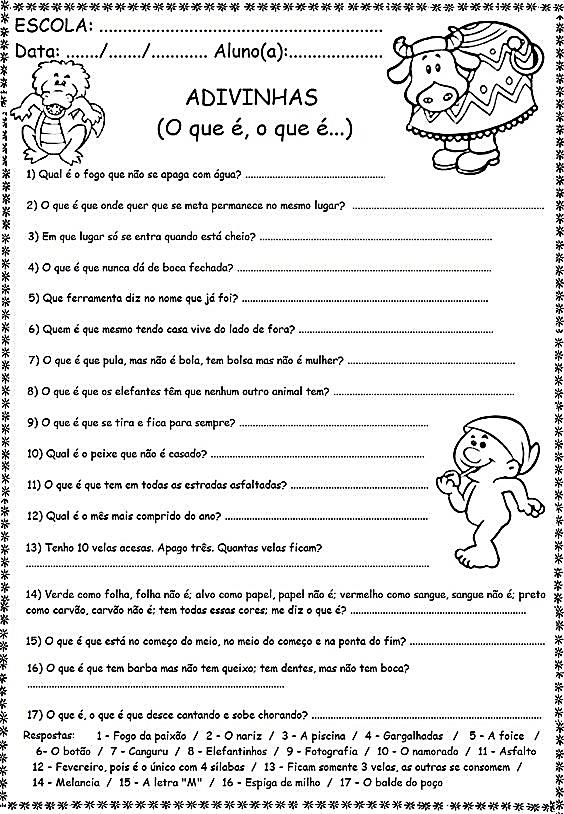 ESCOLA: ................................................
Data: ....../....../........... Aluno(a):..................
ADIVINHAS
(O que é, o que é...)
1) Qual é o fogo que não se apaga com água? ................................................
2) O que é que onde quer que se meta permanece no mesmo lugar? ................................................
3) Em que lugar só se entra quando está cheio? ................................................
4) O que é que nunca dá de boca fechada? ................................................
5) Que ferramenta diz no nome que já foi? ................................................
6) Quem é que mesmo tendo casa vive do lado de fora? ................................................
7) O que é que pula, mas não é bola, tem bolsa mas não é mulher? ................................................
8) O que é que os elefantes têm que nenhum outro animal tem? ................................................
9) O que é que se tira e fica para sempre? ................................................
10) Qual é o peixe que não é casado? ................................................
11) O que é que tem em todas as estradas asfaltadas? ................................................
12) Qual é o mês mais comprido do ano? ................................................
13) Tenho 10 velas acesas. Apago três. Quantas velas ficam?
................................................
14) Verde como folha, folha não é; alvo como papel, papel não é; vermelho como sangue, sangue não é; preto
como carvão, carvão não é; tem todas essas cores; me diz o que é? ................................................
15) O que é que está no começo do meio, no meio do começo e na ponta do fim? ................................................
16) O que é que tem barba mas não tem queixo; tem dentes, mas não tem boca?
................................................
17) O que é, o que é que desce cantando e sobe chorando? ................................................
Respostas: 1 - Fogo da paixão / 2 - O nariz / 3 - A piscina / 4 - Gargalhadas / 5 - A foice /
6- O botão / 7 - Canguru / 8 - Elefantinhos / 9 - Fotografia / 10 - O namorado / 11 - Asfalto
12 - Fevereiro, pois é o único com 4 sílabas / 13 - Ficam somente 3 velas, as outras se consomem /
14 - Melancia / 15 - A letra "M" / 16 - Espiga de milho / 17 - O balde do poço